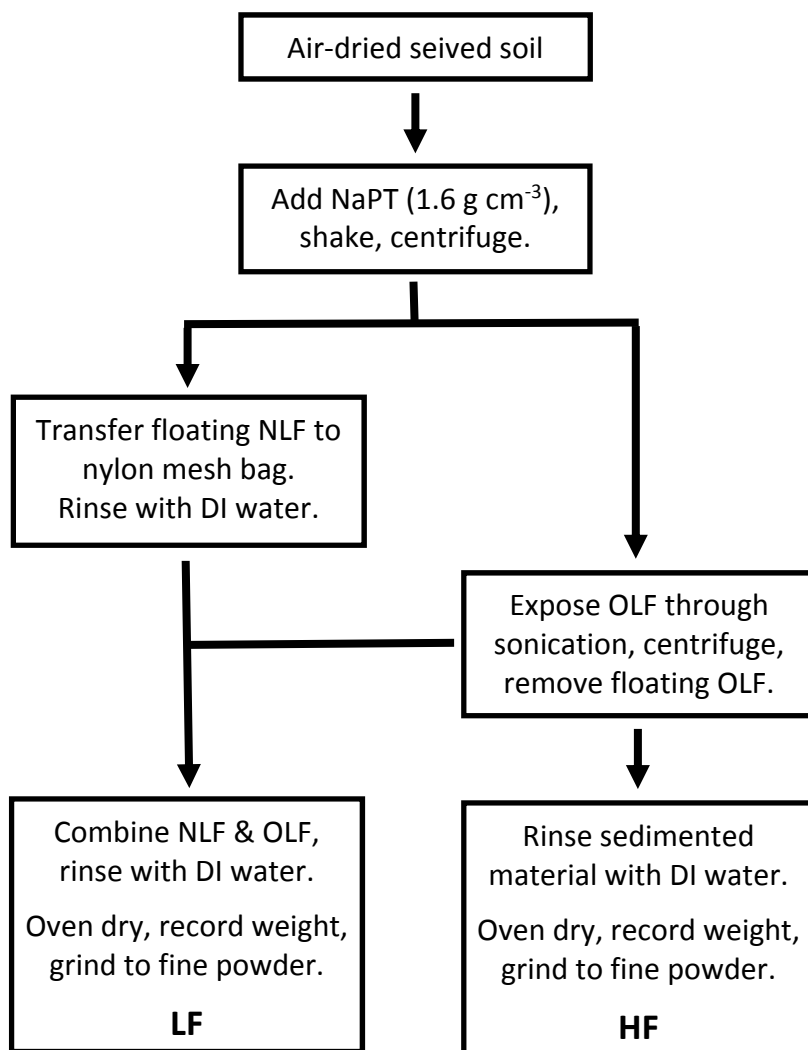 Air-dried seived soil
Add NaPT (1.6 g cm⁻³),
shake, centrifuge.
Transfer floating NLF to
nylon mesh bag.
Rinse with DI water.
Expose OLF through
sonication, centrifuge,
remove floating OLF.
Combine NLF & OLF,
rinse with DI water.
Oven dry, record weight,
grind to fine powder.
LF
Rinse sedimented
material with DI water.
Oven dry, record weight,
grind to fine powder.
HF